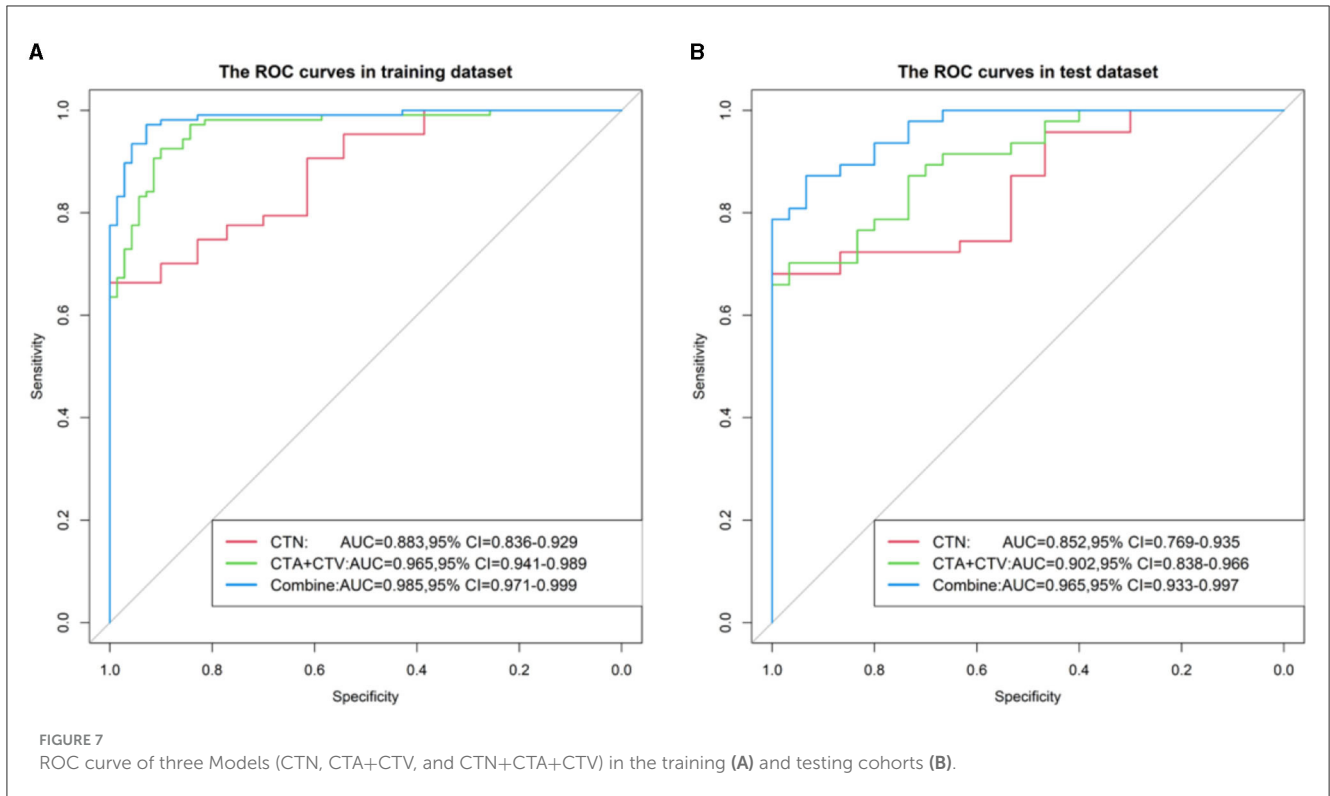 A
The ROC curves in training dataset
Sensitivity
1.0
0.8
0.6
0.4
0.2
0.0
CTN: AUC=0.883,95% CI=0.836-0.929
CTA+CTV:AUC=0.965,95% CI=0.941-0.989
Combine:AUC=0.985,95% CI=0.971-0.999
1.0 0.8 0.6 0.4 0.2 0.0
Specificity
B
The ROC curves in test dataset
Sensitivity
1.0
0.8
0.6
0.4
0.2
0.0
CTN: AUC=0.852,95% CI=0.769-0.935
CTA+CTV:AUC=0.902,95% CI=0.838-0.966
Combine:AUC=0.965,95% CI=0.933-0.997
1.0 0.8 0.6 0.4 0.2 0.0
Specificity
FIGURE 7
ROC curve of three Models (CTN, CTA+CTV, and CTN+CTA+CTV) in the training (A) and testing cohorts (B).